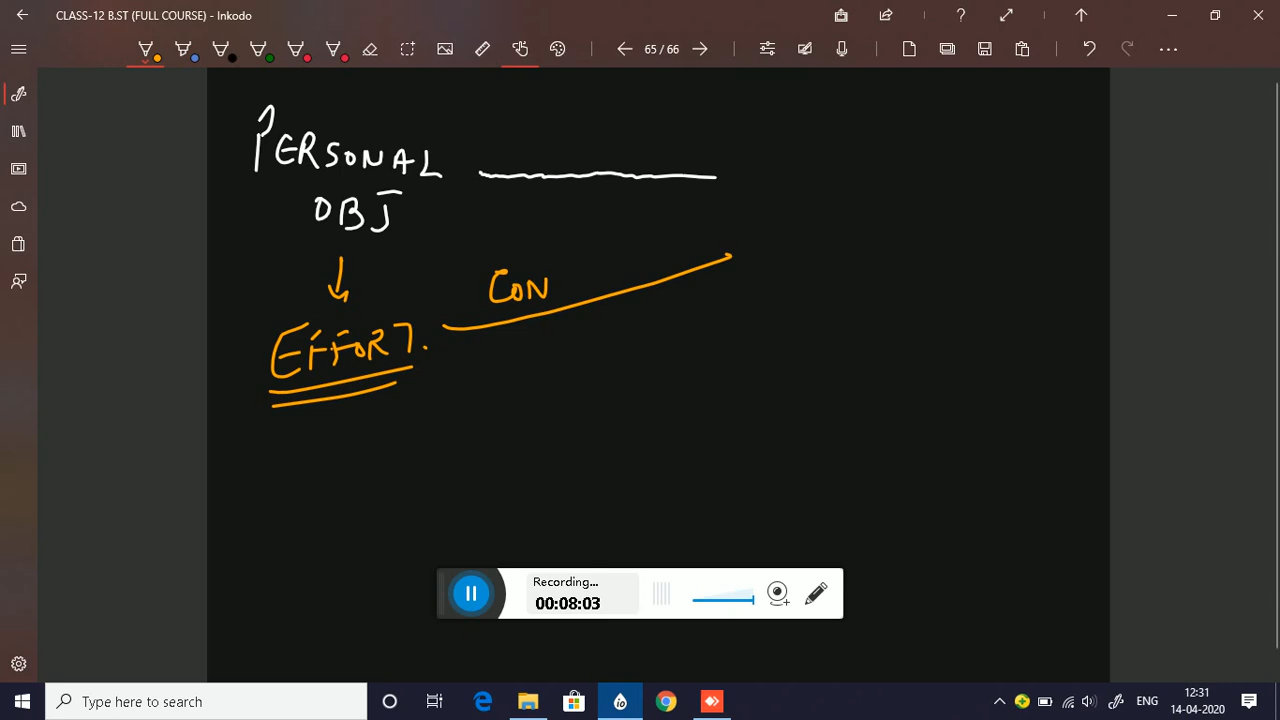 CLASS-12 B.ST (FULL COURSE) - Inkodo
65 / 66
PERSONAL
OBJ
CON
EFFORT.
Recording...
00:08:03
Type here to search
io
ENG
12:31
14-04-2020